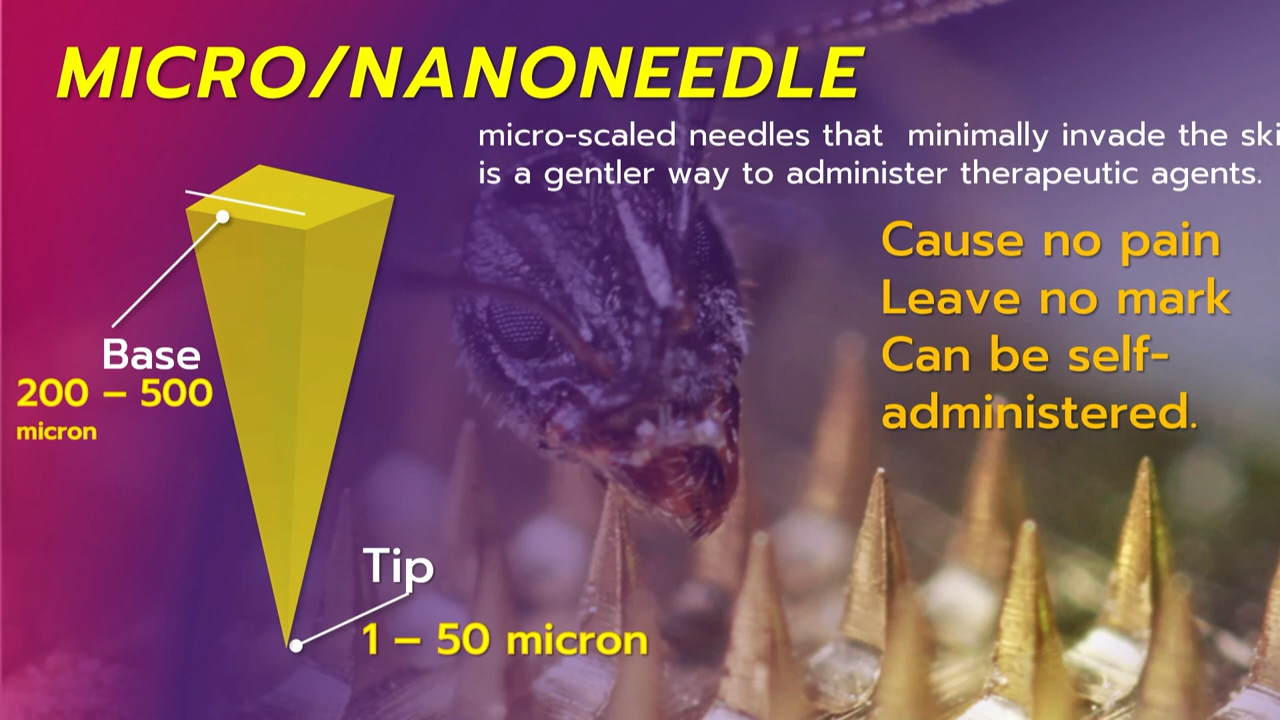 MICRO/NANONEEDLE
micro-scaled needles that minimally invade the
is a gentler way to administer therapeutic agents.
Cause no pain
Leave no mark
Can be self-
administered.
Base
200 – 500
micron
Tip
1 – 50 micron